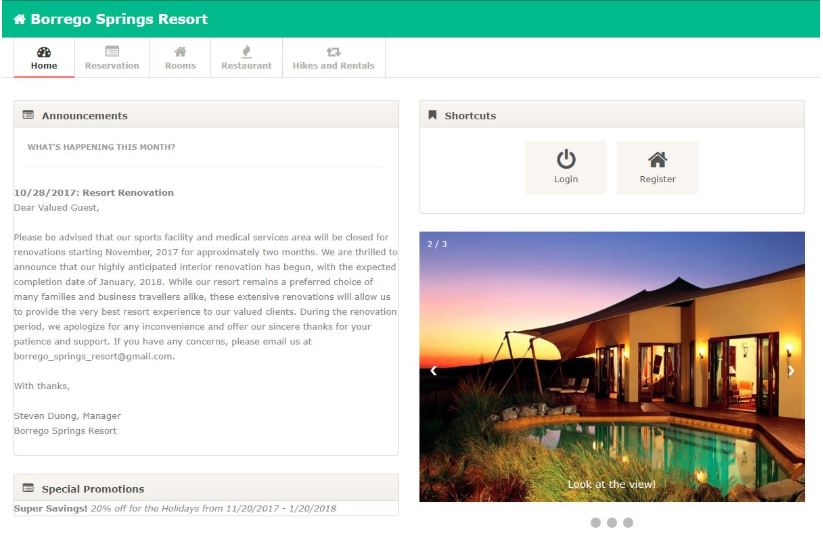 Borrego Springs Resort
Home
Reservation
Rooms
Restaurant
Hikes and Rentals
Announcements
WHAT'S HAPPENING THIS MONTH?
10/28/2017: Resort Renovation
Dear Valued Guest,
Please be advised that our sports facility and medical services area will be closed for
renovations starting November, 2017 for approximately two months. We are thrilled to
announce that our highly anticipated interior renovation has begun, with the expected
completion date of January, 2018. While our resort remains a preferred choice of
many families and business travellers alike, these extensive renovations will allow us
to provide the very best resort experience to our valued clients. During the renovation
period, we apologize for any inconvenience and offer our sincere thanks for your
patience and support. If you have any concerns, please email us at
borrego_springs_resort@gmail.com.
With thanks,
Steven Duong, Manager
Borrego Springs Resort
Special Promotions
Super Savings! 20% off for the Holidays from 11/20/2017 - 1/20/2018
Shortcuts
Login
Register
2 / 3
Look at the view!